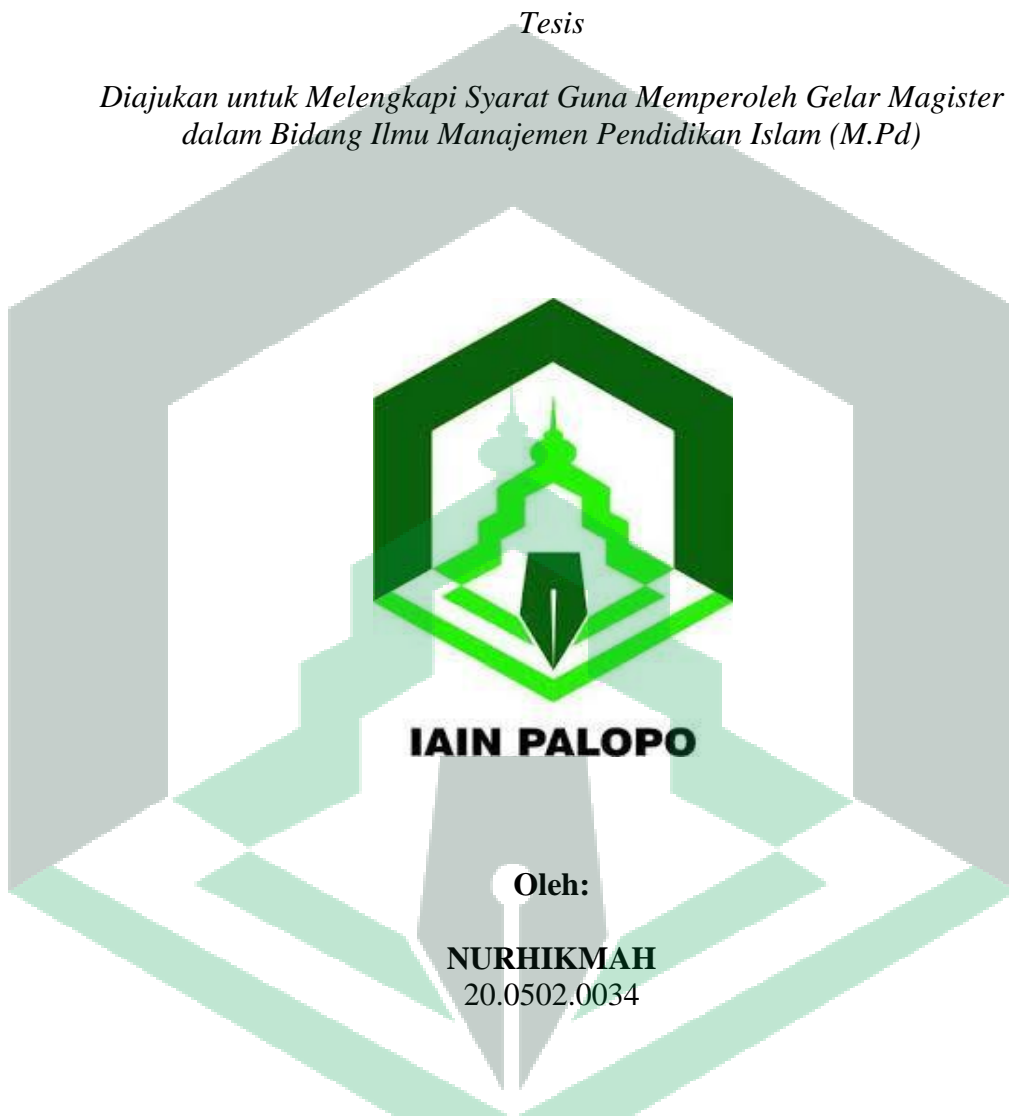 Tesis
Diajukan untuk Melengkapi Syarat Guna Memperoleh Gelar Magister
dalam Bidang Ilmu Manajemen Pendidikan Islam (M.Pd)
IAIN PALOPO
Oleh:
NURHIKMAH
20.0502.0034